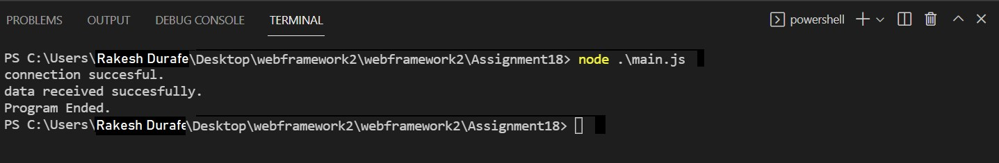 PROBLEMS OUTPUT DEBUG CONSOLE TERMINAL powershell
PS C:\Users\Rakesh Durafe\Desktop\webframework2\webframework2\Assignment18> node .\main.js
connection succesful.
data received succesfully.
Program Ended.
PS C:\Users\Rakesh Durafe\Desktop\webframework2\webframework2\Assignment18>